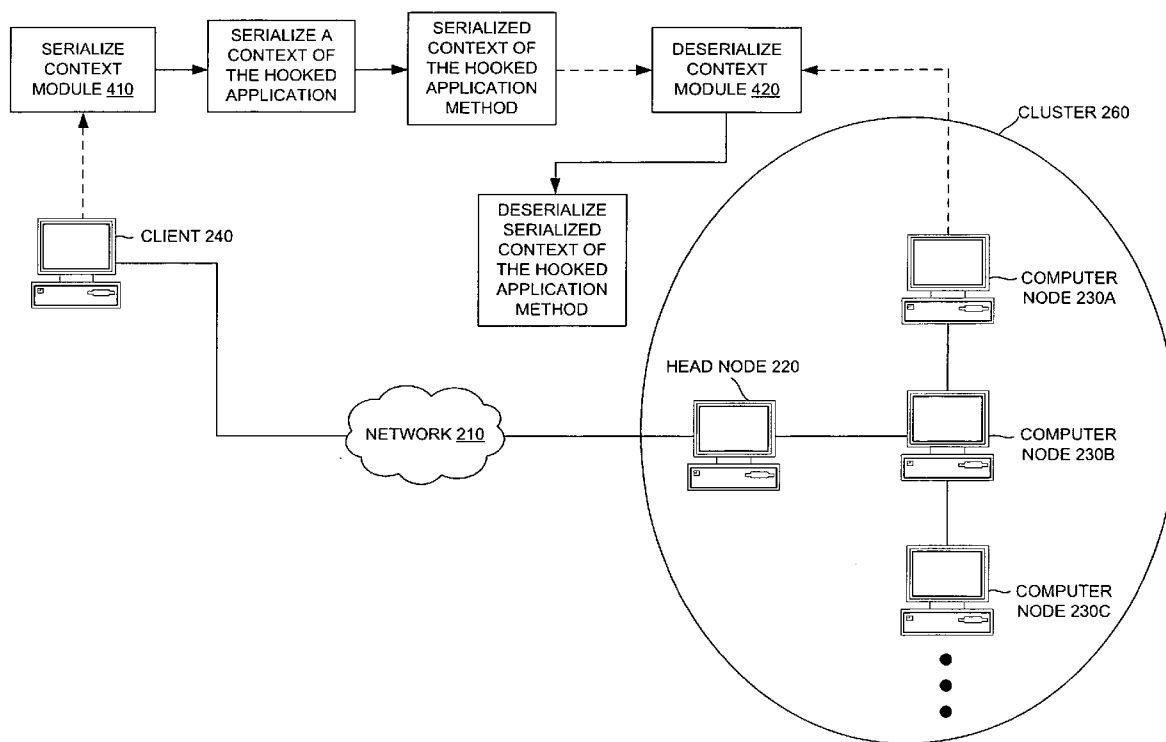 SERIALIZE
CONTEXT
MODULE 410
SERIALIZE A
CONTEXT OF
THE HOOKED
APPLICATION
SERIALIZED
CONTEXT OF
THE HOOKED
APPLICATION
METHOD
DESERIALIZE
CONTEXT
MODULE 420
CLUSTER 260
DESERIALIZE
SERIALIZED
CONTEXT OF
THE HOOKED
APPLICATION
METHOD
CLIENT 240
COMPUTER
NODE 230A
HEAD NODE 220
NETWORK 210
COMPUTER
NODE 230B
COMPUTER
NODE 230C